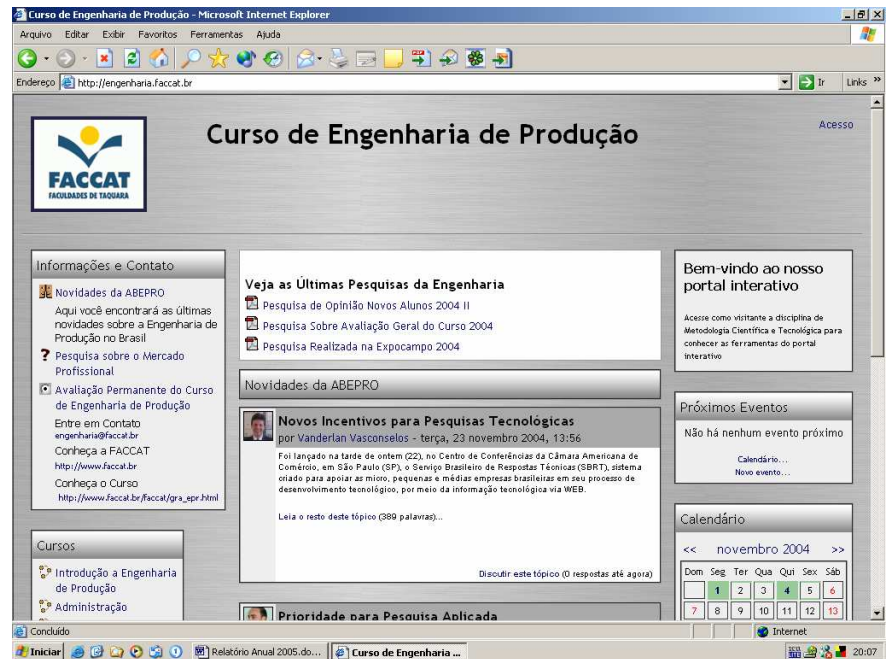 Curso de Engenharia de Produção - Microsoft Internet Explorer
Arquivo Editar Exibir Favoritos Ferramentas Ajuda
Endereço http://engenharia.faccat.br Ir Links »
FACCAT
FACULDADES DE TAQUARA
Curso de Engenharia de Produção
Acesso
Informações e Contato
Novidades da ABEPRO
Aqui você encontrará as últimas
novidades sobre a Engenharia de
Produção no Brasil
Pesquisa sobre o Mercado
Profissional
Avaliação Permanente do Curso
de Engenharia de Produção
Entre em Contato
engenharia@faccat.br
Conheça a FACCAT
http://www.faccat.br
Conheça o Curso
http://www.faccat.br/faccat/gra_epr.html
Cursos
Introdução a Engenharia
de Produção
Administração
Veja as Últimas Pesquisas da Engenharia
Pesquisa de Opinião Novos Alunos 2004 II
Pesquisa Sobre Avaliação Geral do Curso 2004
Pesquisa Realizada na Expocampo 2004
Novidades da ABEPRO
Novos Incentivos para Pesquisas Tecnológicas
por Vanderlan Vasconselos - terça, 23 novembro 2004, 13:56
Foi lançado na tarde de ontem (22), no Centro de Conferências da Câmara Americana de
Comércio, em São Paulo (SP), o Serviço Brasileiro de Respostas Técnicas (SBRT), sistema
criado para apoiar as micro, pequenas e médias empresas brasileiras em seu processo de
desenvolvimento tecnológico, por meio da informação tecnológica via WEB.
Leia o resto deste tópico (389 palavras)...
Discutir este tópico (0 respostas até agora)
Prioridade para Pesquisa Aplicada
Bem-vindo ao nosso
portal interativo
Acesse como visitante a disciplina de
Metodologia Científica e Tecnológica para
conhecer as ferramentas do portal
interativo
Próximos Eventos
Não há nenhum evento próximo
Calendário...
Novo evento...
Calendário
<< novembro 2004 >>
Dom Seg Ter Qua Qui Sex Sáb
1 2 3 4 5 6
7 8 9 10 11 12 13
Concluído Internet
Iniciar Relatório Anual 2005.do... Curso de Engenharia ... 20:07